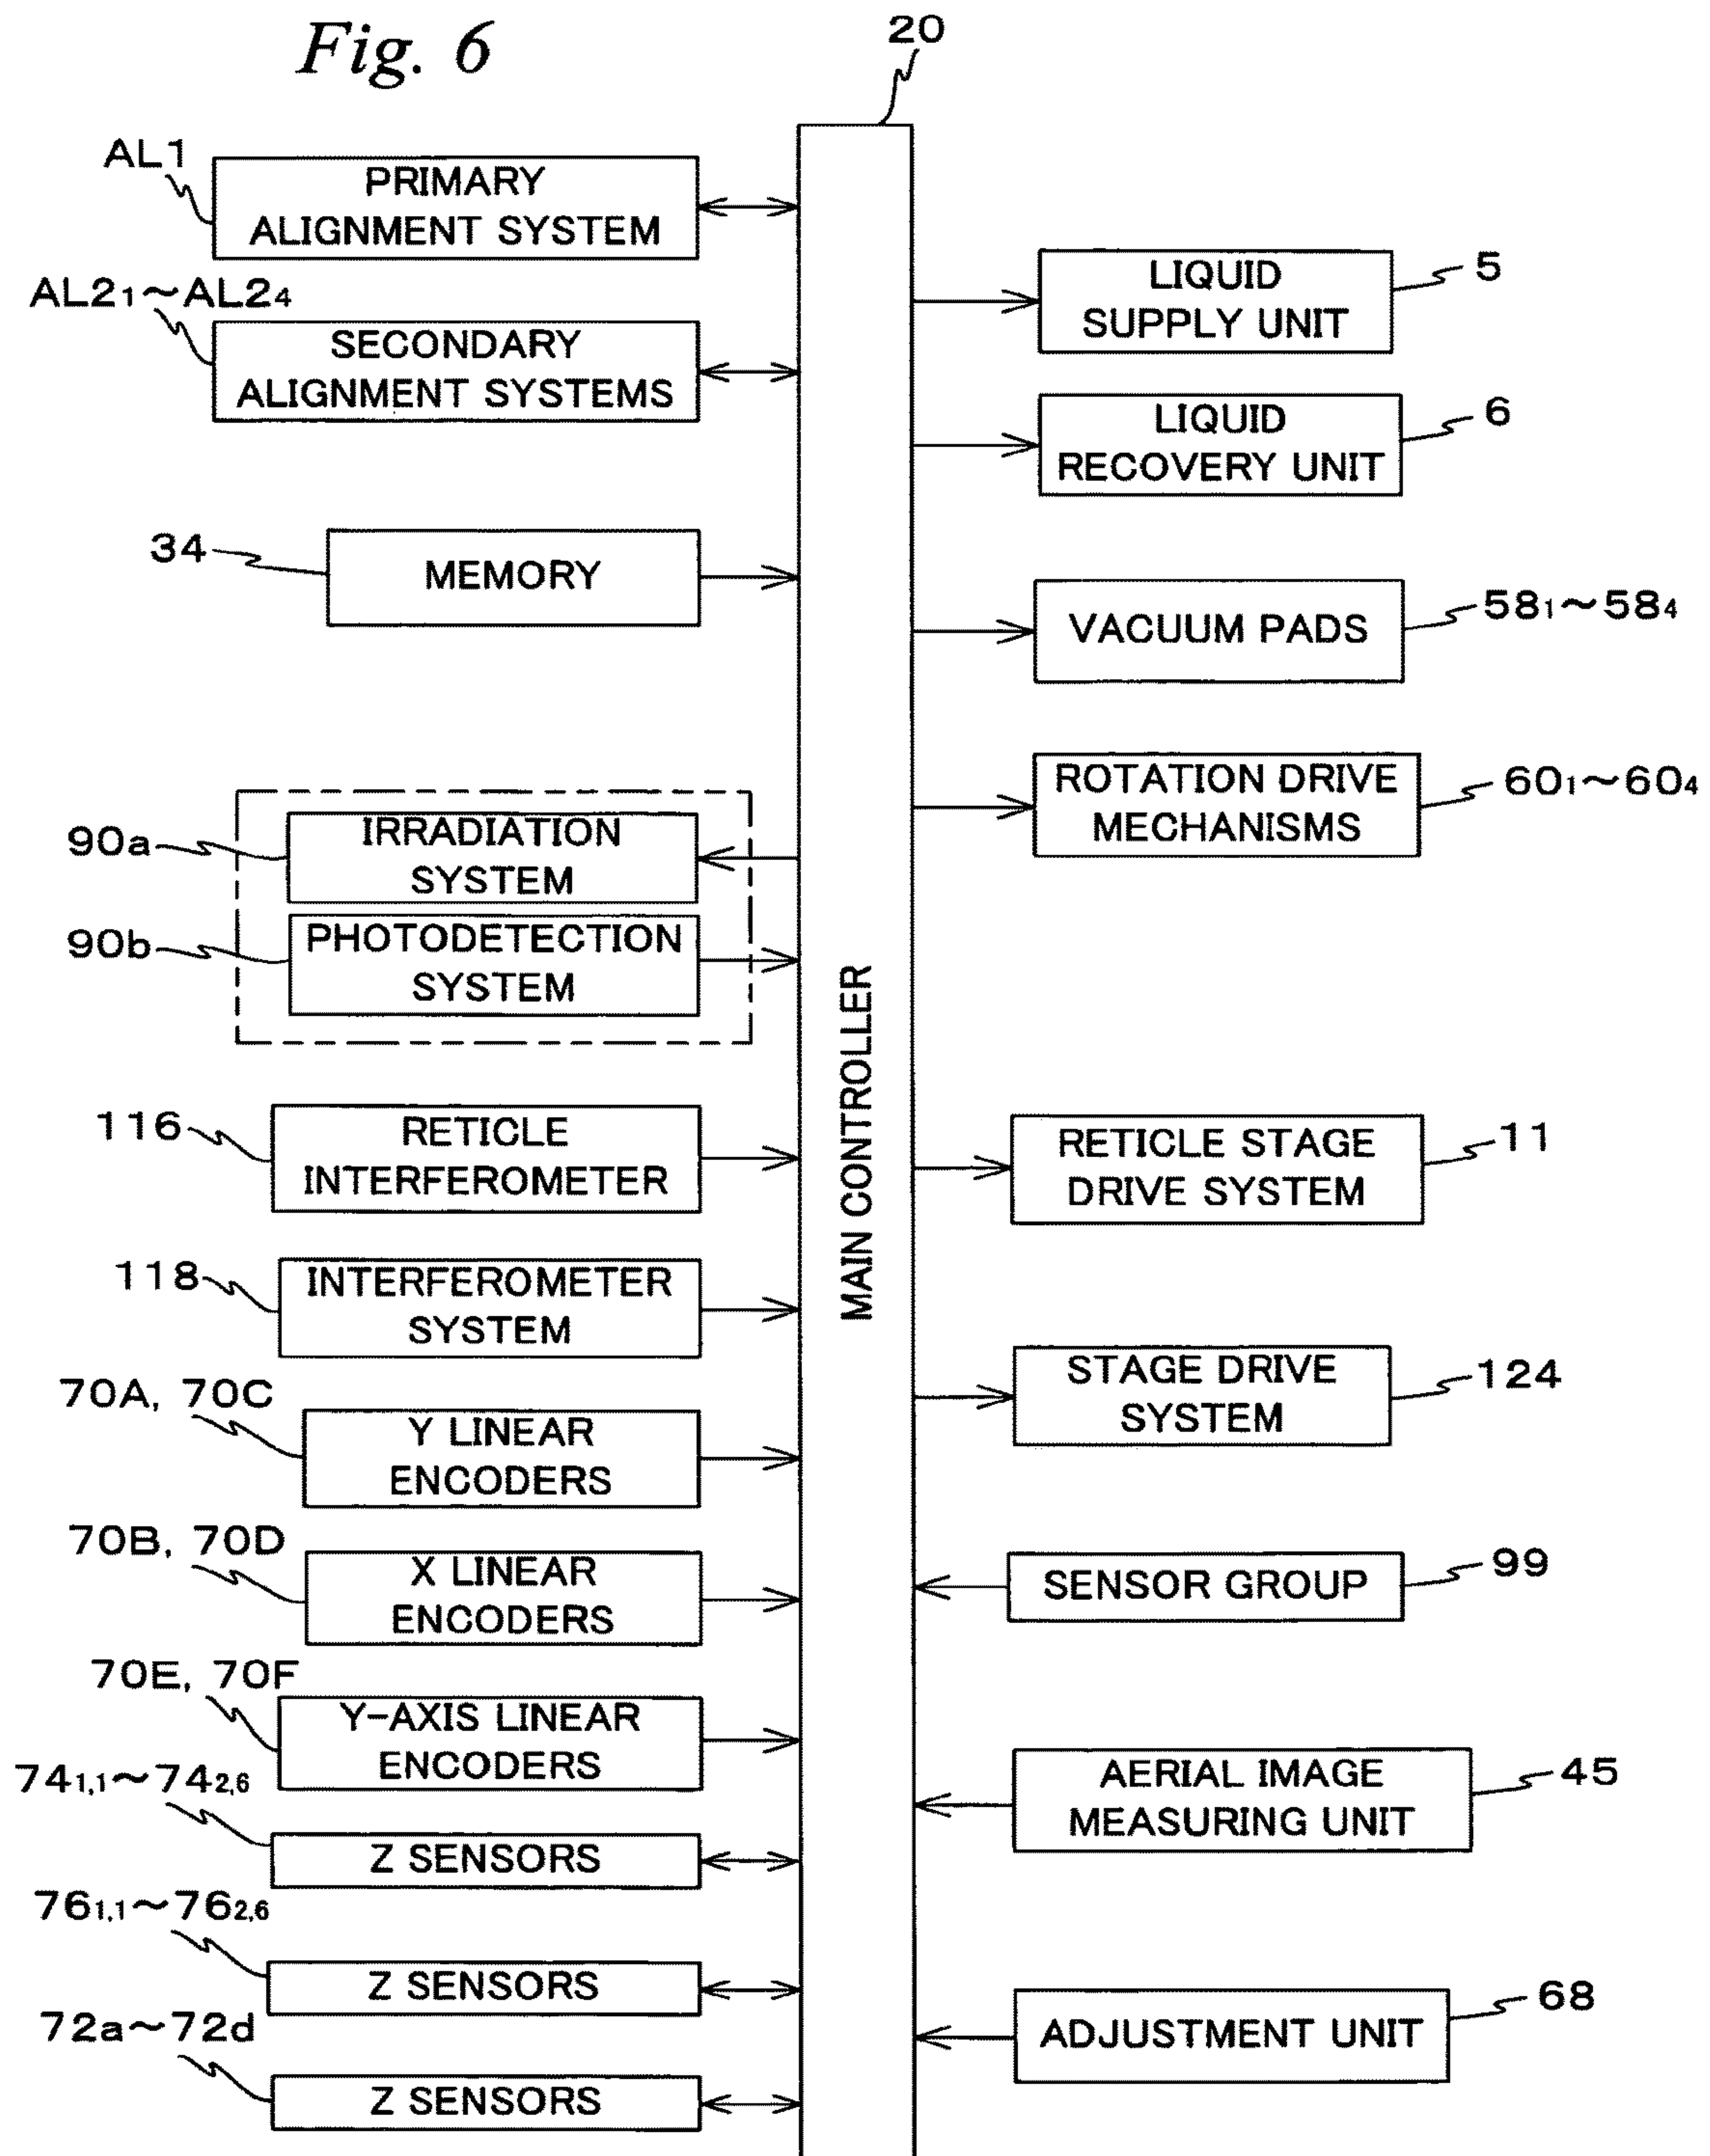 Fig. 6
20
MAIN CONTROLLER
AL1
PRIMARY
ALIGNMENT SYSTEM
AL21~AL24
SECONDARY
ALIGNMENT SYSTEMS
34
MEMORY
90a
IRRADIATION
SYSTEM
90b
PHOTODETECTION
SYSTEM
116
RETICLE
INTERFEROMETER
118
INTERFEROMETER
SYSTEM
70A, 70C
Y LINEAR
ENCODERS
70B, 70D
X LINEAR
ENCODERS
70E, 70F
Y-AXIS LINEAR
ENCODERS
741,1~742,6
Z SENSORS
761,1~762,6
Z SENSORS
72a~72d
Z SENSORS
LIQUID
SUPPLY UNIT
5
LIQUID
RECOVERY UNIT
6
VACUUM PADS
581~584
ROTATION DRIVE
MECHANISMS
601~604
RETICLE STAGE
DRIVE SYSTEM
11
STAGE DRIVE
SYSTEM
124
SENSOR GROUP
99
AERIAL IMAGE
MEASURING UNIT
45
ADJUSTMENT UNIT
68